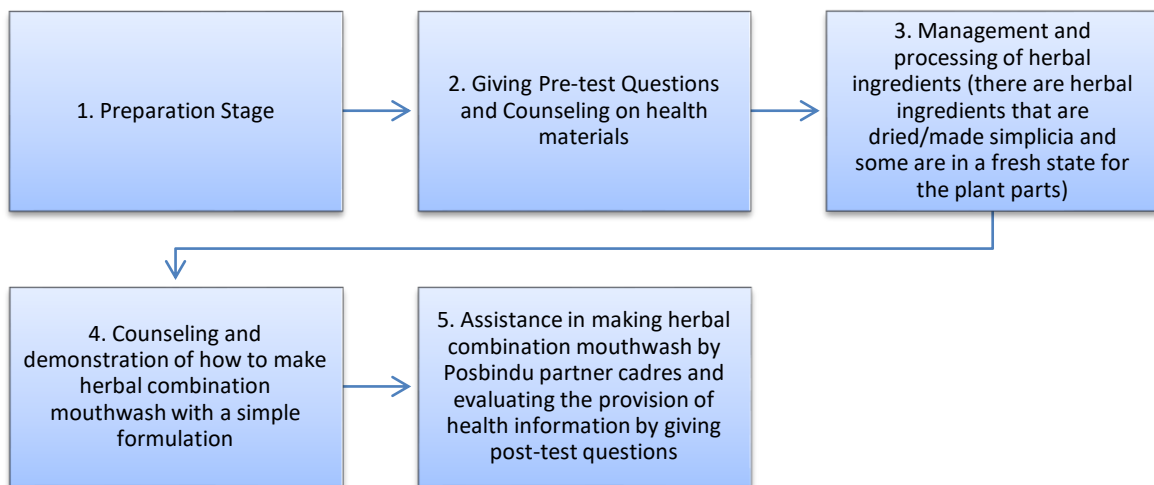 1. Preparation Stage
2. Giving Pre-test Questions
and Counseling on health
materials
3. Management and
processing of herbal
ingredients (there are herbal
ingredients that are
dried/made simplicia and
some are in a fresh state for
the plant parts)
4. Counseling and
demonstration of how to make
herbal combination
mouthwash with a simple
formulation
5. Assistance in making herbal
combination mouthwash by
Posbindu partner cadres and
evaluating the provision of
health information by giving
post-test questions